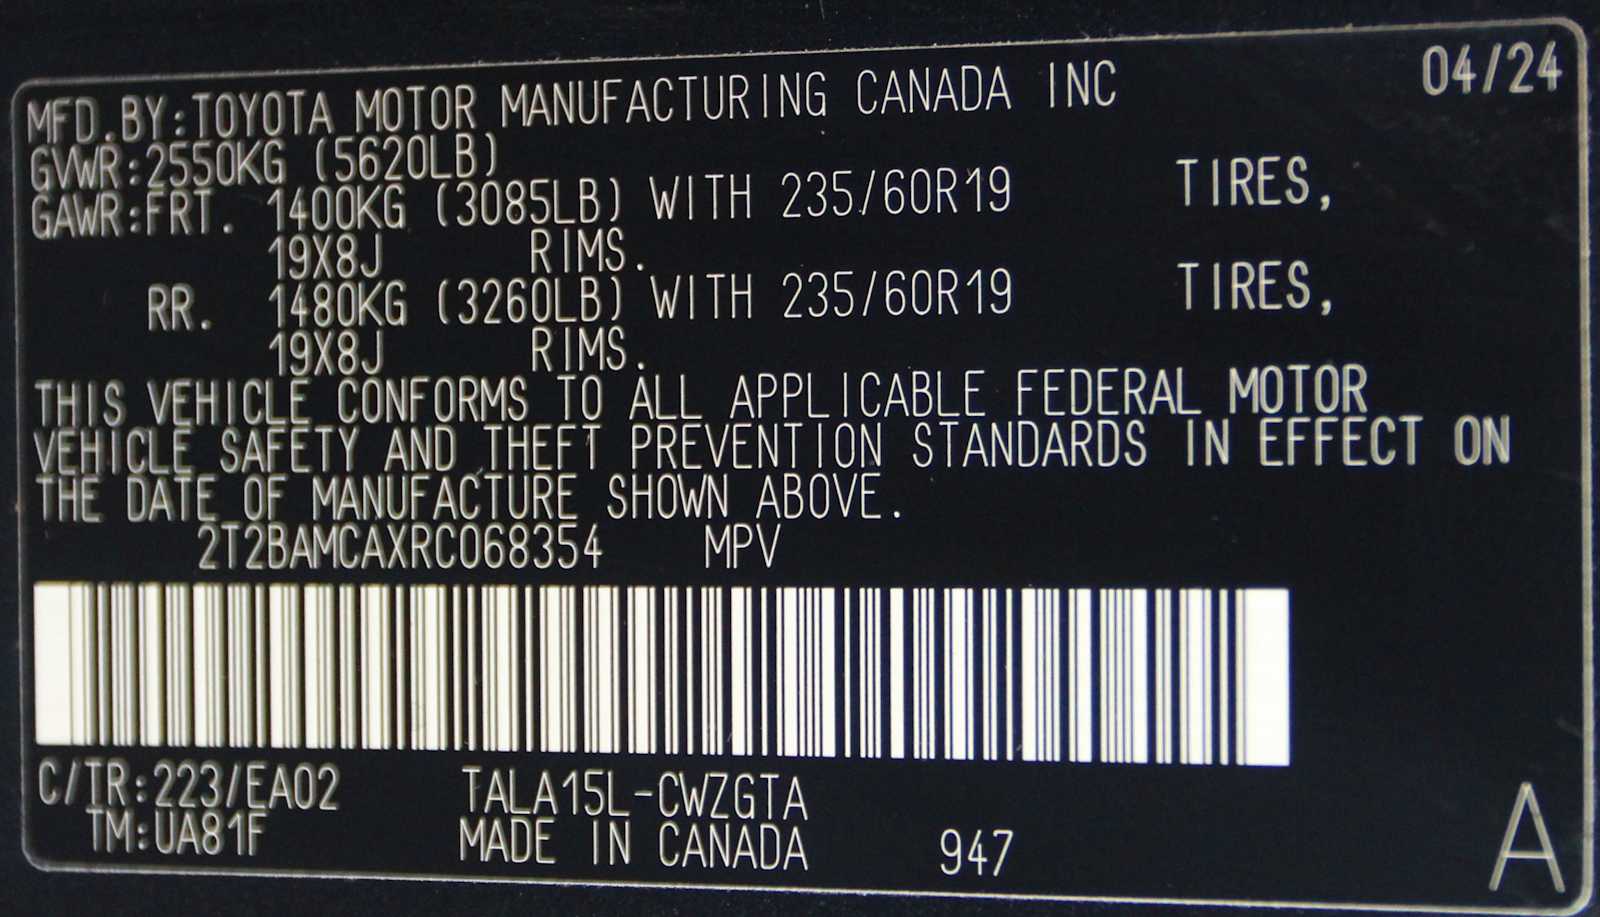 04/24
MFD.BY:TOYOTA MOTOR MANUFACTURING CANADA INC
GVWR:2550KG (5620LB)
GAWR:FRT. 1400KG (3085LB) WITH 235/60R19 TIRES,
19X8J RIMS.
RR. 1480KG (3260LB) WITH 235/60R19 TIRES,
19X8J RIMS.
THIS VEHICLE CONFORMS TO ALL APPLICABLE FEDERAL MOTOR
VEHICLE SAFETY AND THEFT PREVENTION STANDARDS IN EFFECT ON
THE DATE OF MANUFACTURE SHOWN ABOVE.
2T2BAMCAXRC068354 MPV
C/TR:223/EA02 TALA15L-CWZGTA
TM:UA81F MADE IN CANADA 947
A